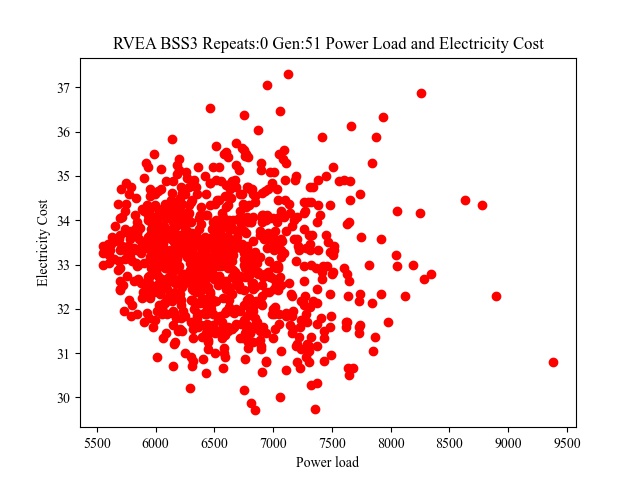 RVEA BSS3 Repeats:0 Gen:51 Power Load and Electricity Cost
37
36
35
34
33
32
31
30
Electricity Cost
5500 6000 6500 7000 7500 8000 8500 9000 9500
Power load